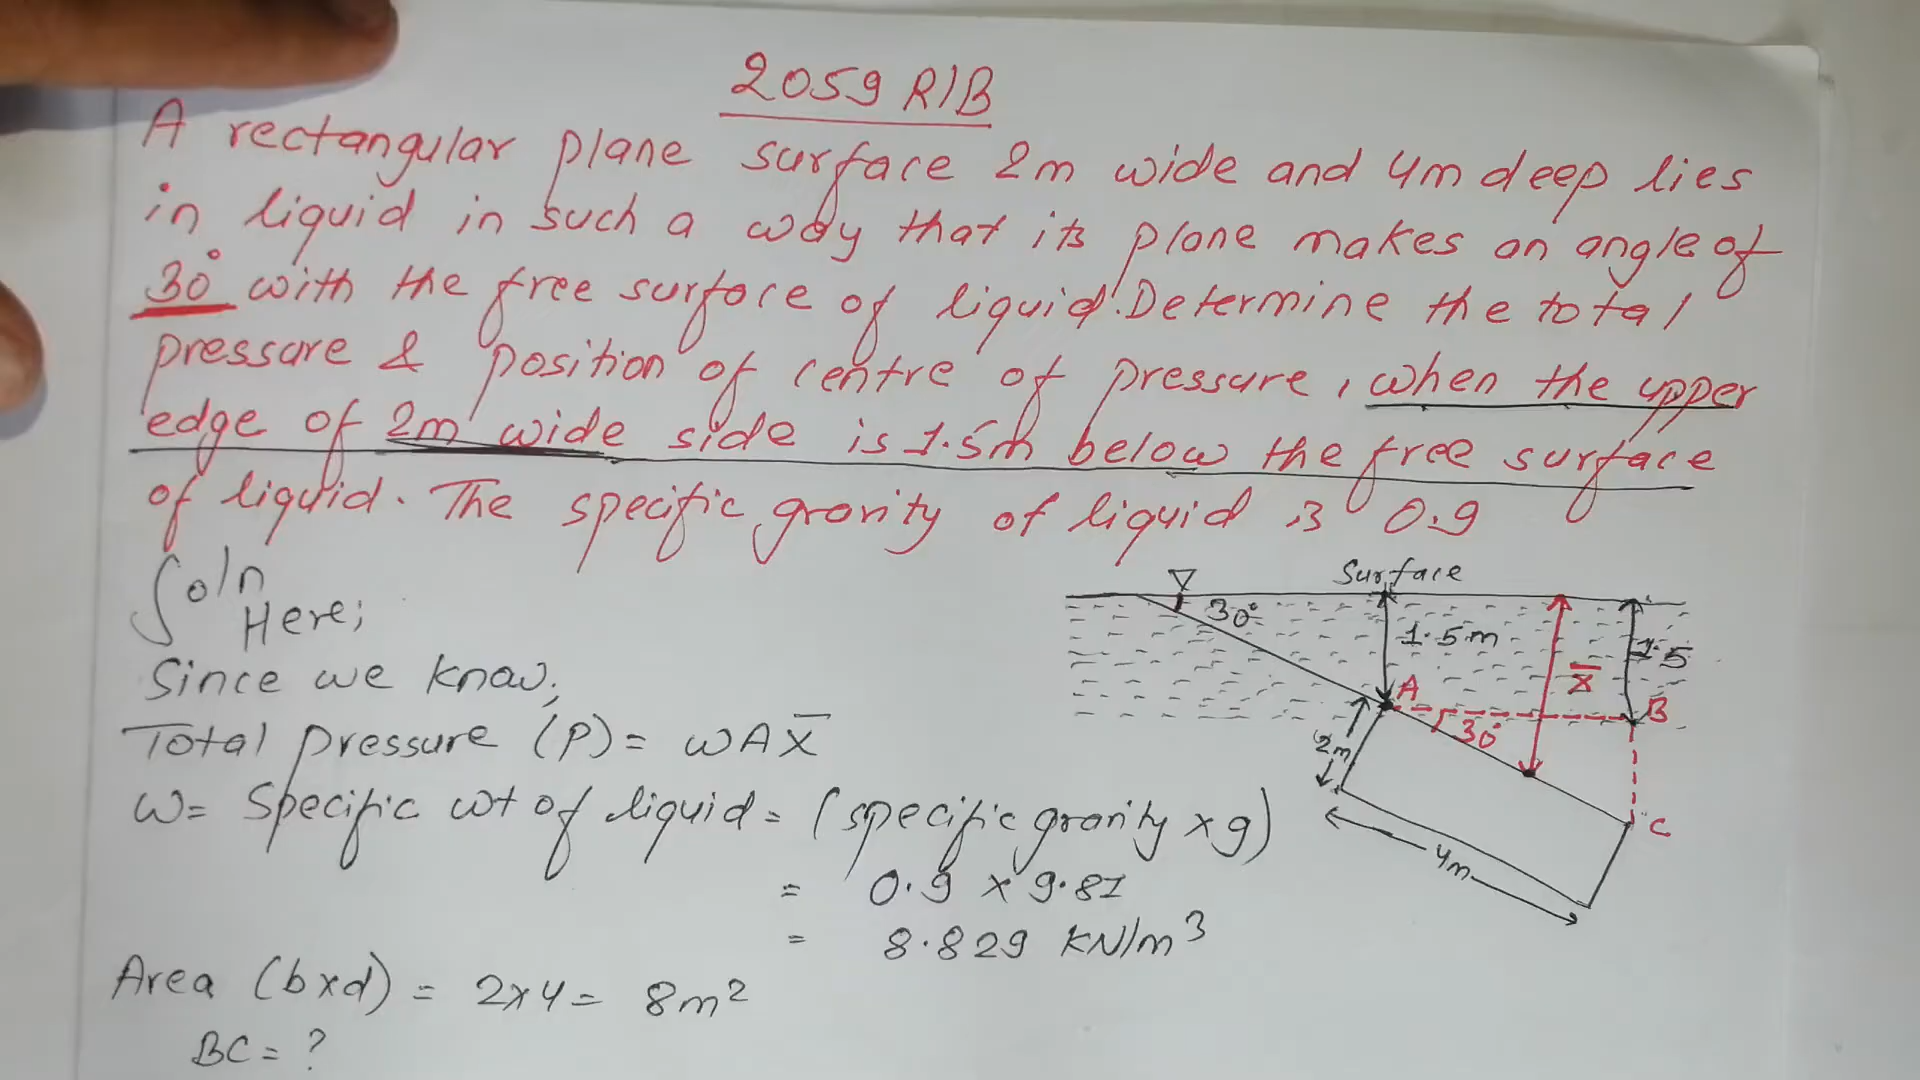 2059 R/B
A rectangular plane surface 2m wide and 4m deep lies
in liquid in such a way that its plane makes an angle of
30° with the free surface of liquid. Determine the total
pressure & position of centre of pressure, when the upper
edge of 2m wide side is 1.5m below the free surface
of liquid. The specific gravity of liquid is 0.9
Soln
Here;
Since we know;
Total pressure (P) = wAx̄
w = Specific wt of liquid = (specific gravity × g)
= 0.9 × 9.81
= 8.829 KN/m³
Area (b×d) = 2×4 = 8m²
BC = ?
Surface
30°
1.5m
x̄
1.5
A
B
30°
2m
C
4m